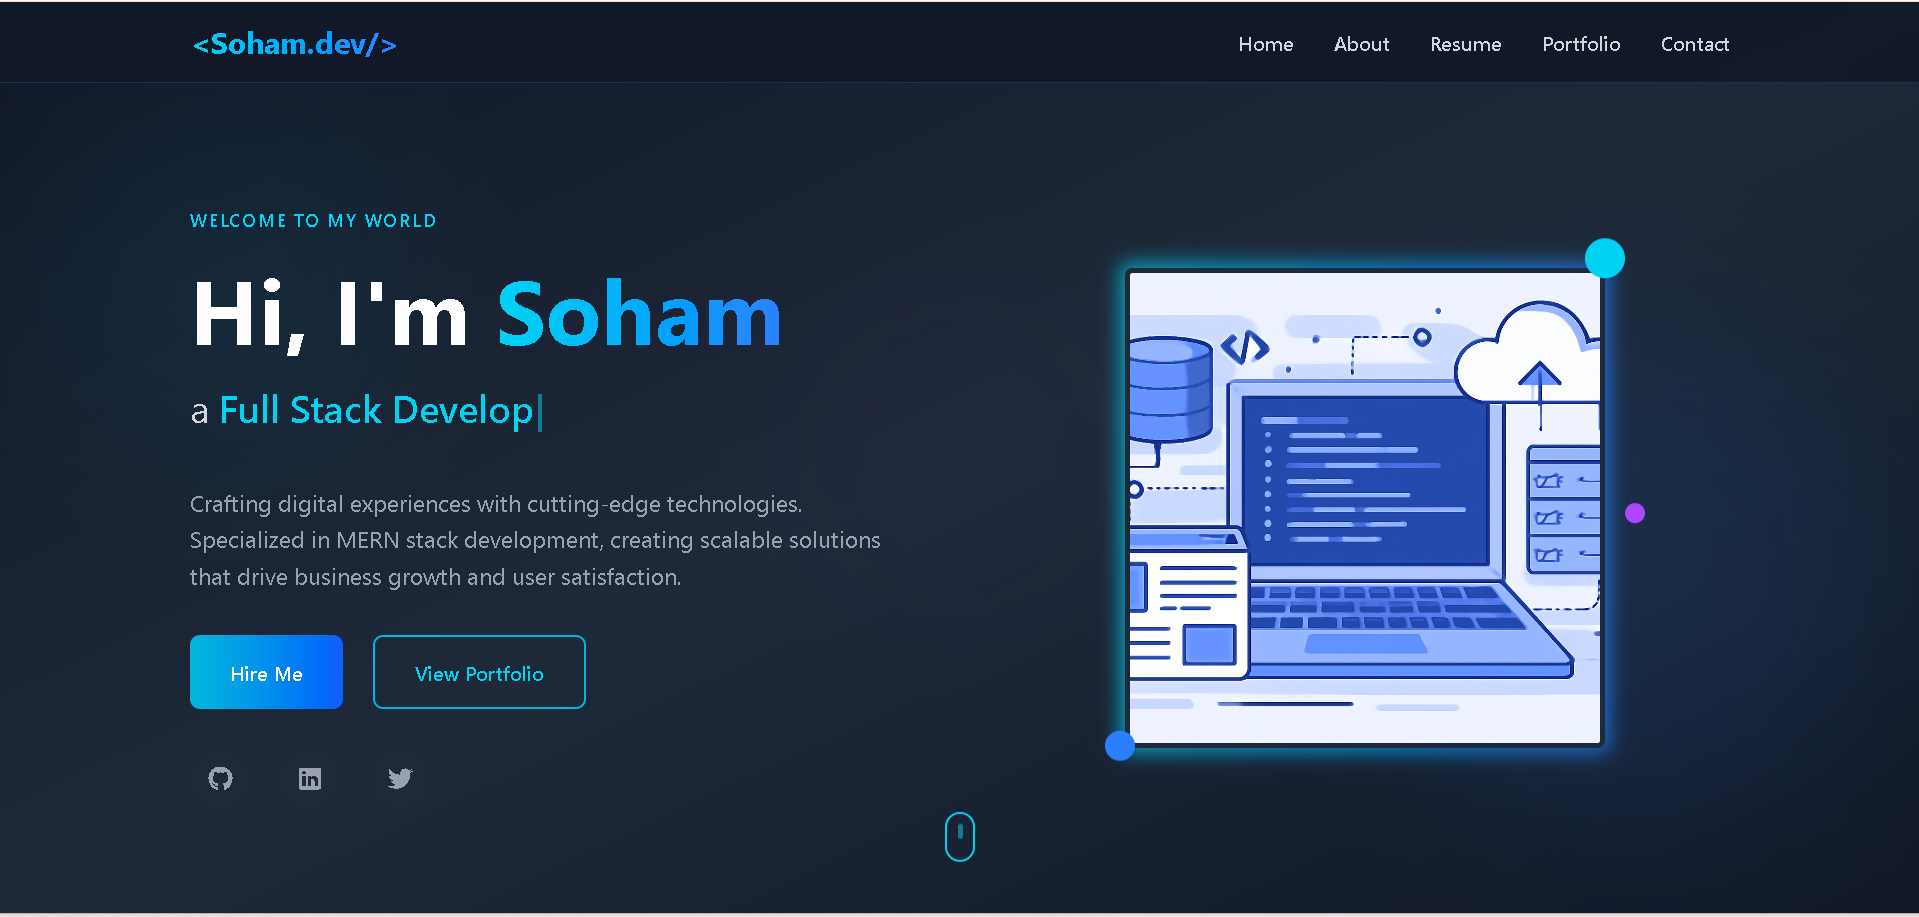 <Soham.dev/>
Home About Resume Portfolio Contact
WELCOME TO MY WORLD
Hi, I'm Soham
a Full Stack Develop
Crafting digital experiences with cutting-edge technologies.
Specialized in MERN stack development, creating scalable solutions
that drive business growth and user satisfaction.
Hire Me
View Portfolio